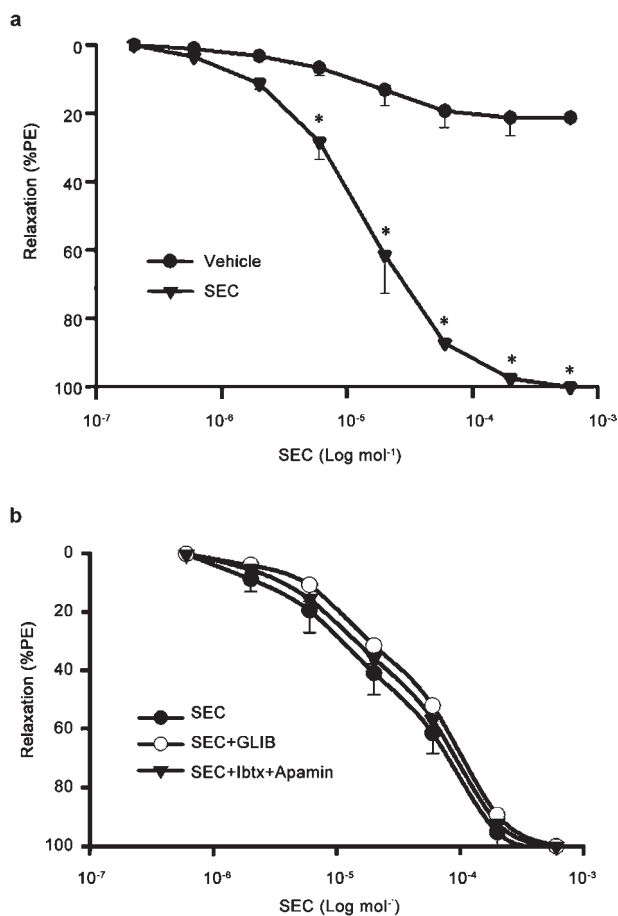 a
Relaxation (%PE)
0
20
40
60
80
100
*
*
*
*
*
Vehicle
SEC
10⁻⁷
10⁻⁶
10⁻⁵
10⁻⁴
10⁻³
SEC (Log mol⁻¹)
b
Relaxation (%PE)
0
20
40
60
80
100
SEC
SEC+GLIB
SEC+Ibtx+Apamin
10⁻⁷
10⁻⁶
10⁻⁵
10⁻⁴
10⁻³
SEC (Log mol⁻)